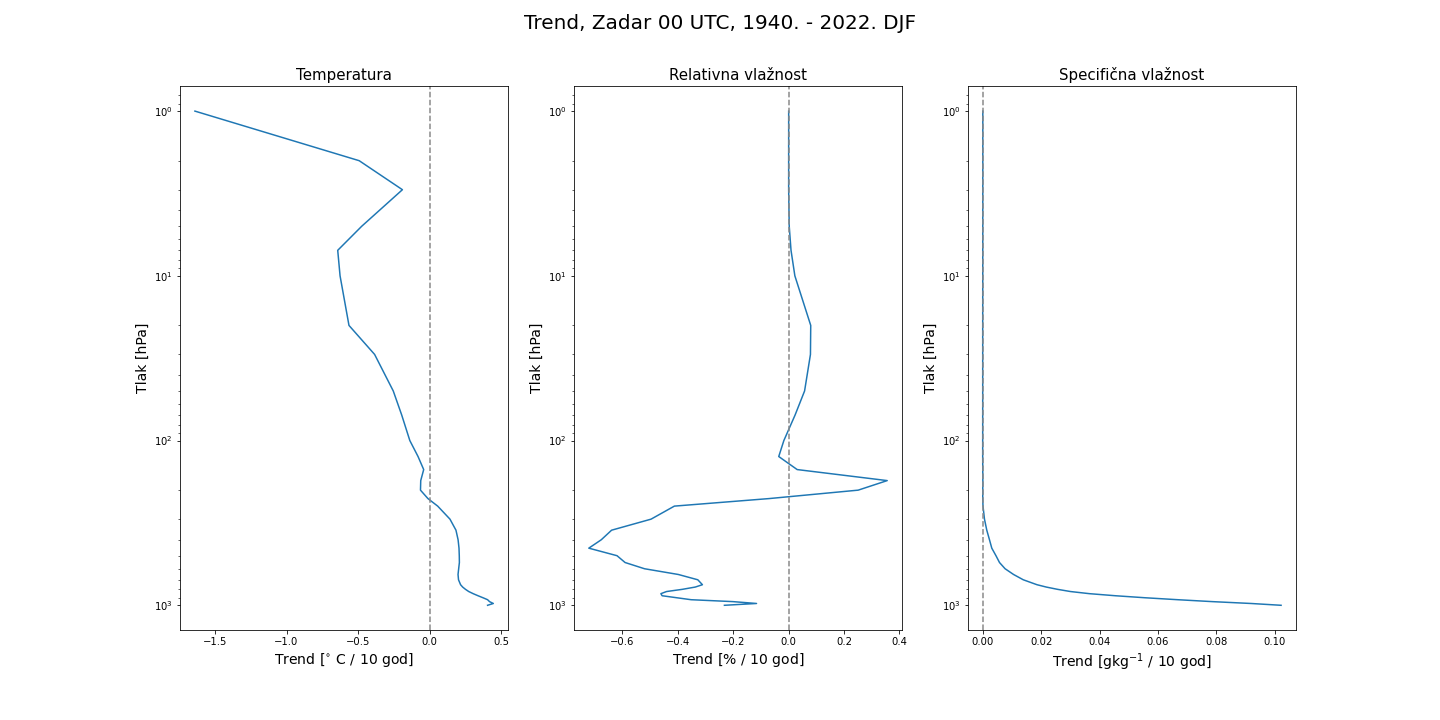 Trend, Zadar 00 UTC, 1940. - 2022. DJF
Temperatura
10⁰
10¹
10²
10³
Tlak [hPa]
−1.5 −1.0 −0.5 0.0 0.5
Trend [° C / 10 god]
Relativna vlažnost
10⁰
10¹
10²
10³
Tlak [hPa]
−0.6 −0.4 −0.2 0.0 0.2 0.4
Trend [% / 10 god]
Specifična vlažnost
10⁰
10¹
10²
10³
Tlak [hPa]
0.00 0.02 0.04 0.06 0.08 0.10
Trend [gkg⁻¹ / 10 god]